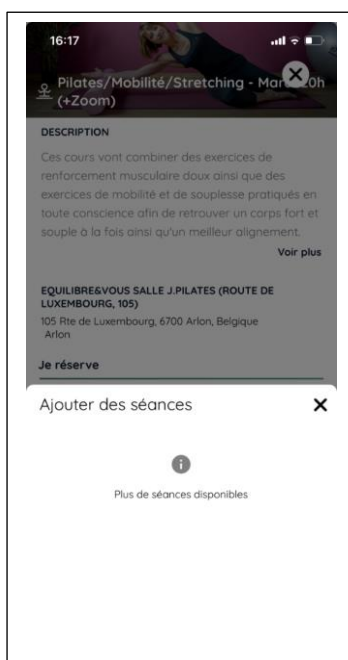 16:17
Pilates/Mobilité/Stretching - Mar 20h
(+Zoom)
DESCRIPTION
Ces cours vont combiner des exercices de
renforcement musculaire doux ainsi que des
exercices de mobilité et de souplesse pratiqués en
toute conscience afin de retrouver un corps fort et
souple à la fois ainsi qu'un meilleur alignement.
Voir plus
EQUILIBRE&VOUS SALLE J.PILATES (ROUTE DE
LUXEMBOURG, 105)
105 Rte de Luxembourg, 6700 Arlon, Belgique
Arlon
Je réserve
Ajouter des séances
Plus de séances disponibles